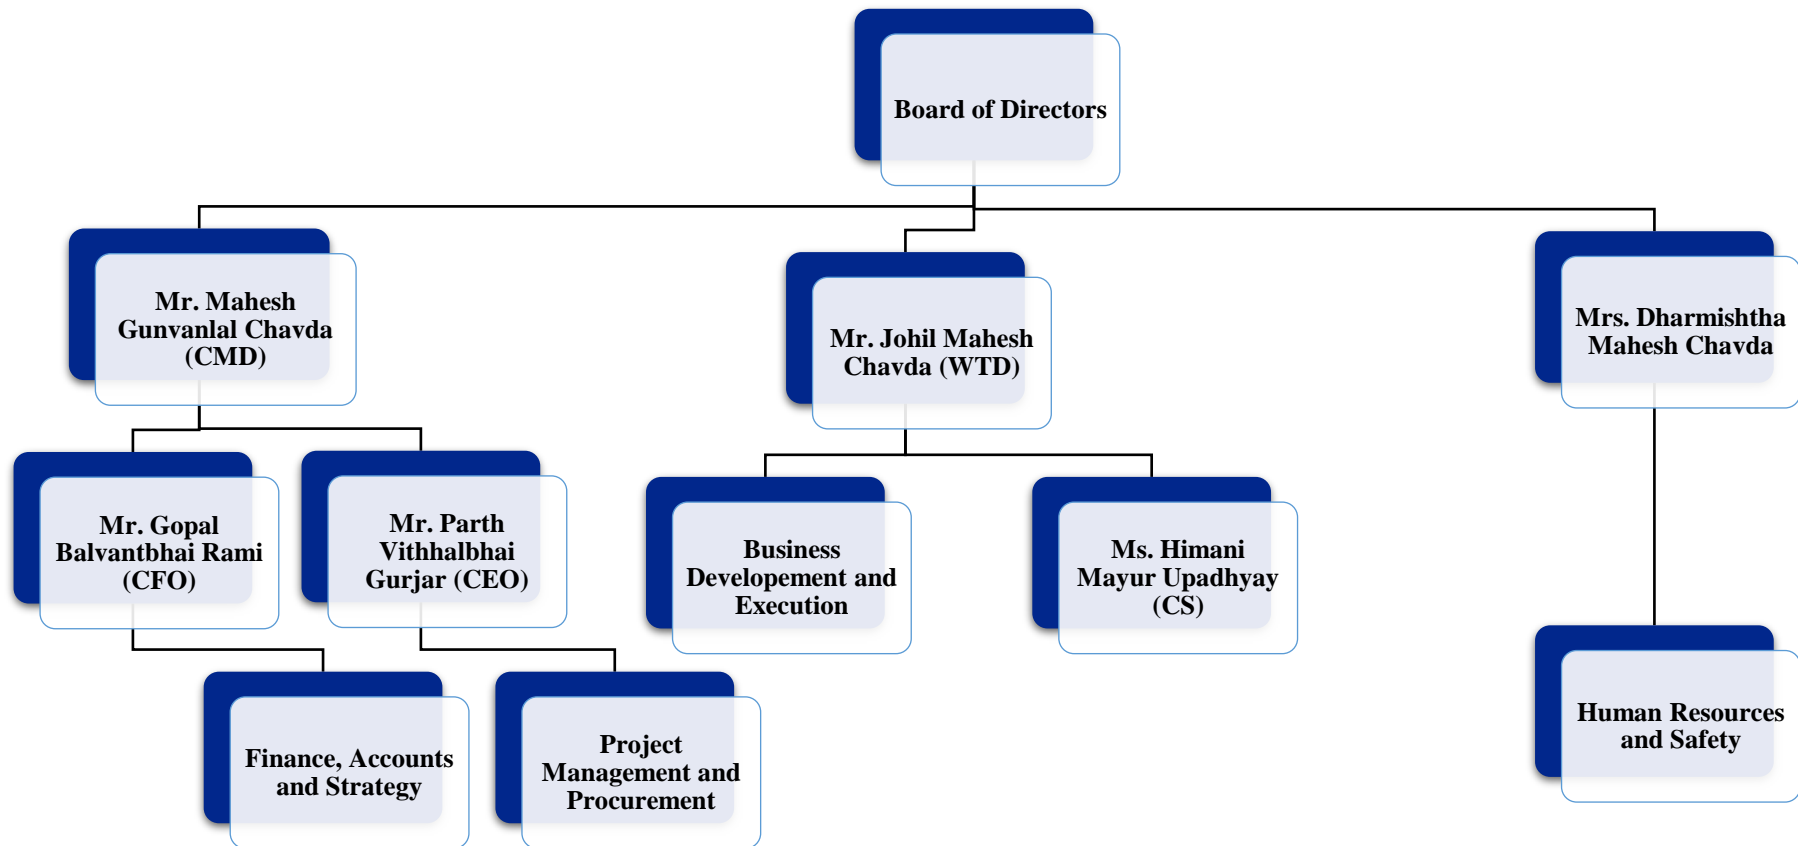 Board of Directors
Mr. Mahesh
Gunvanlal Chavda
(CMD)
Mr. Johil Mahesh
Chavda (WTD)
Mrs. Dharmishtha
Mahesh Chavda
Mr. Gopal
Balvantbhai Rami
(CFO)
Mr. Parth
Vithhalbhai
Gurjar (CEO)
Business
Developement and
Execution
Ms. Himani
Mayur Upadhyay
(CS)
Finance, Accounts
and Strategy
Project
Management and
Procurement
Human Resources
and Safety